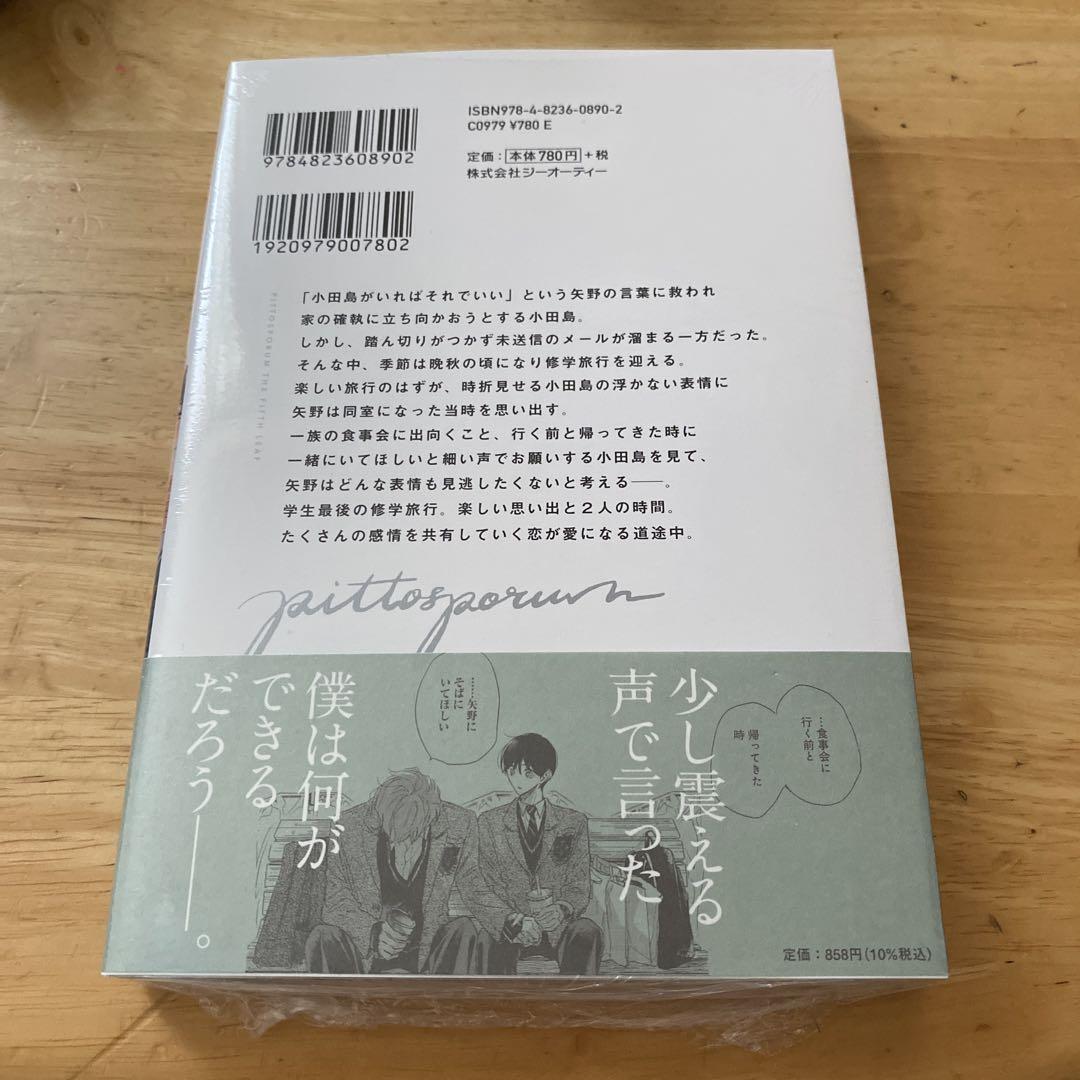 ISBN978-4-8236-0890-2
C0979 ¥780 E
定価：本体780円＋税
株式会社ジーオーティー
9784823608902
1920979007802
PITTOSPORUM THE FIFTH LEAF
「小田島がいればそれでいい」という矢野の言葉に救われ
家の確執に立ち向かおうとする小田島。
しかし、踏ん切りがつかず未送信のメールが溜まる一方だった。
そんな中、季節は晩秋の頃になり修学旅行を迎える。
楽しい旅行のはずが、時折見せる小田島の浮かない表情に
矢野は同室になった当時を思い出す。
一族の食事会に出向くこと、行く前と帰ってきた時に
一緒にいてほしいと細い声でお願いする小田島を見て、
矢野はどんな表情も見逃したくないと考える――。
学生最後の修学旅行。楽しい思い出と2人の時間。
たくさんの感情を共有していく恋が愛になる道途中。
pittosporum
…食事会に
行く前と
帰ってきた
時
少し震える
声で言った
……矢野に
そばに
いてほしい
僕は何が
できる
だろう――。
定価：858円（10%税込）